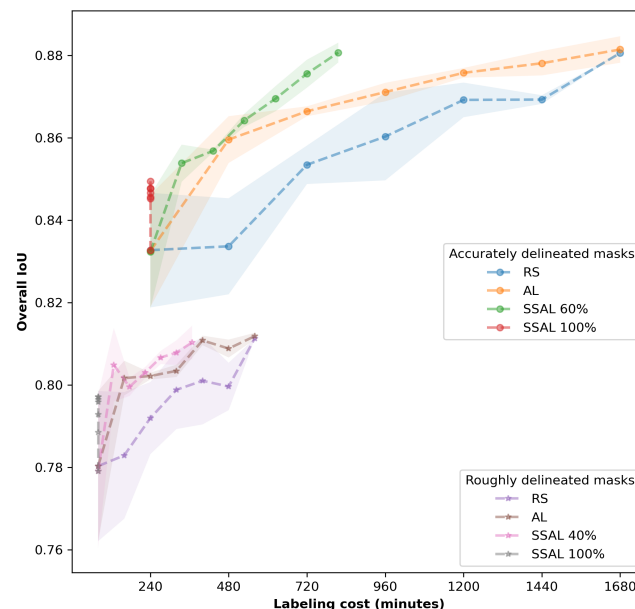 0.88
0.86
0.84
0.82
0.80
0.78
0.76
Overall IoU
Accurately delineated masks
RS
AL
SSAL 60%
SSAL 100%
Roughly delineated masks
RS
AL
SSAL 40%
SSAL 100%
240 480 720 960 1200 1440 1680
Labeling cost (minutes)